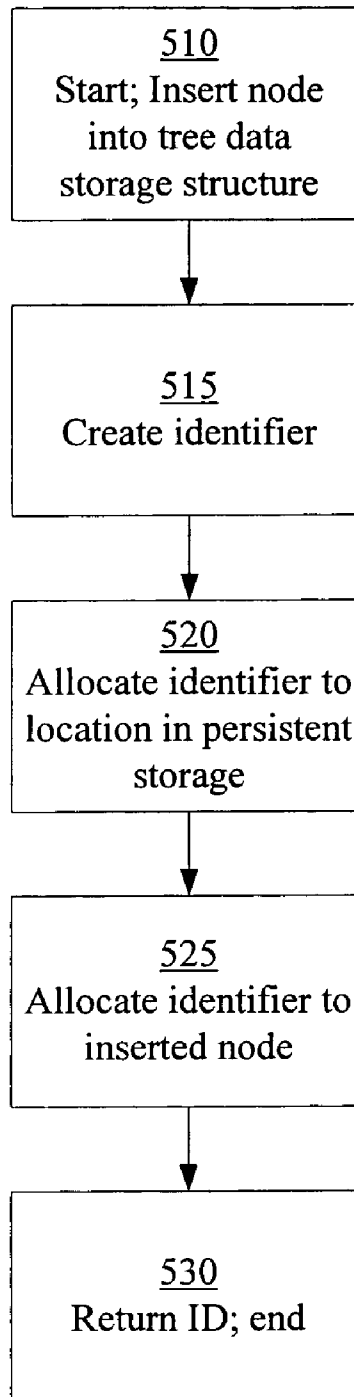 510
Start; Insert node
into tree data
storage structure
515
Create identifier
520
Allocate identifier to
location in persistent
storage
525
Allocate identifier to
inserted node
530
Return ID; end